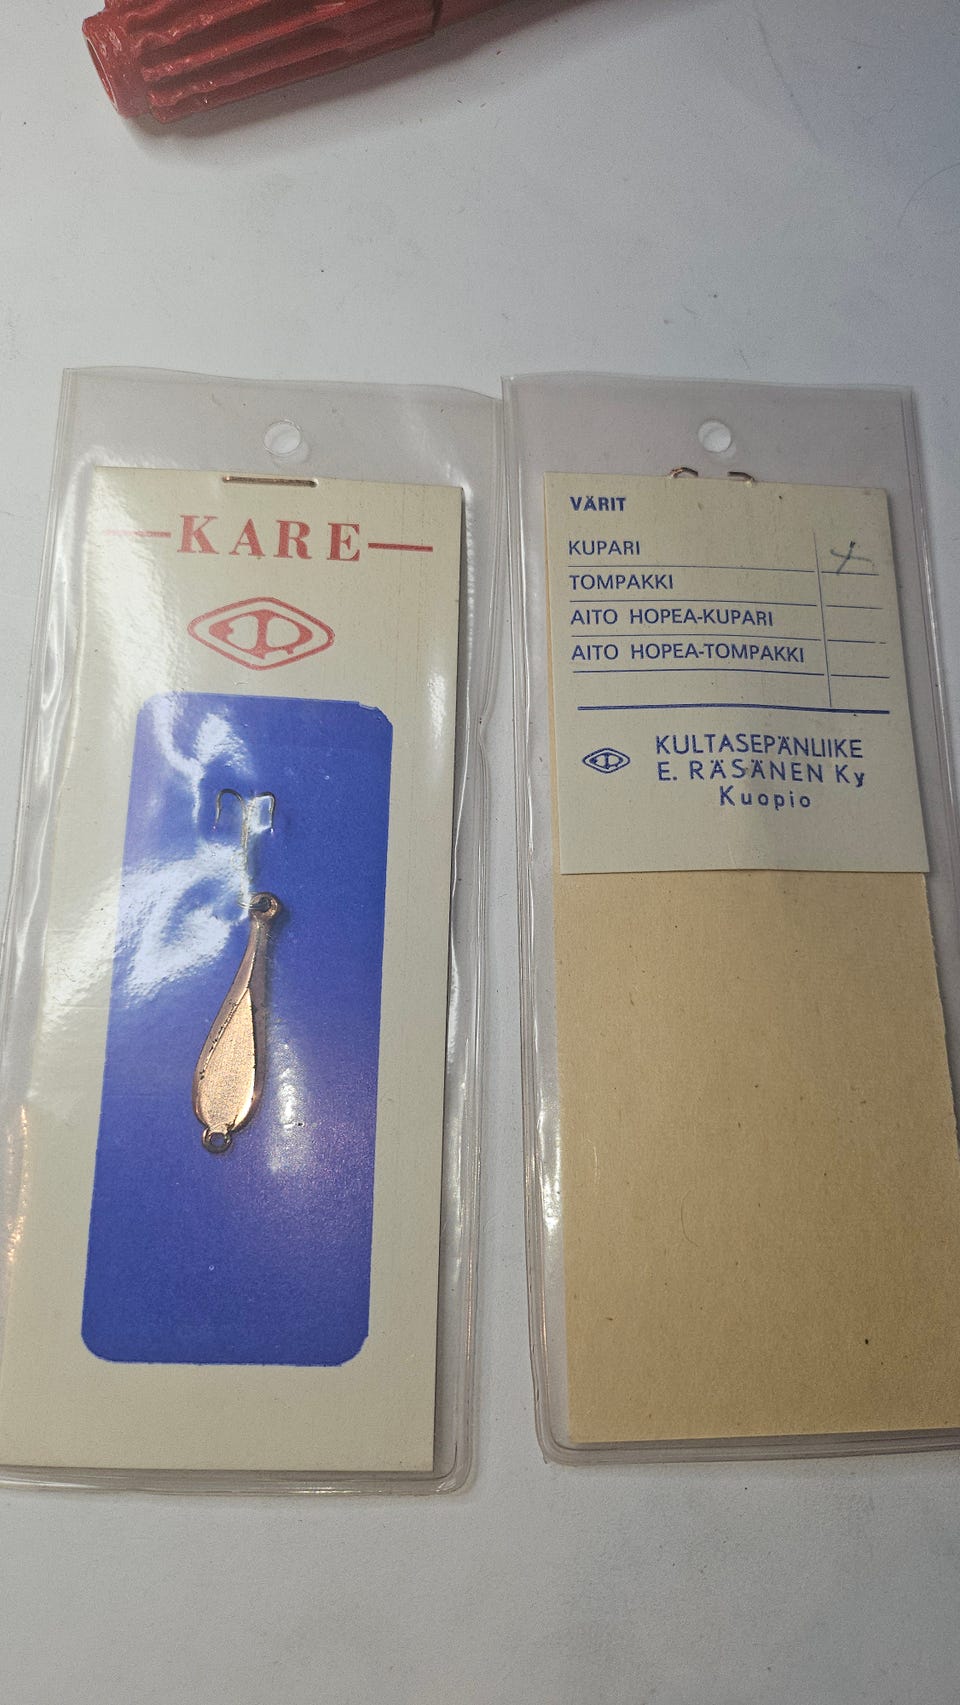 KARE
VÄRIT
KUPARI
TOMPAKKI
AITO HOPEA-KUPARI
AITO HOPEA-TOMPAKKI
KULTASEPÄNLIIKE
E. RÄSÄNEN Ky
Kuopio